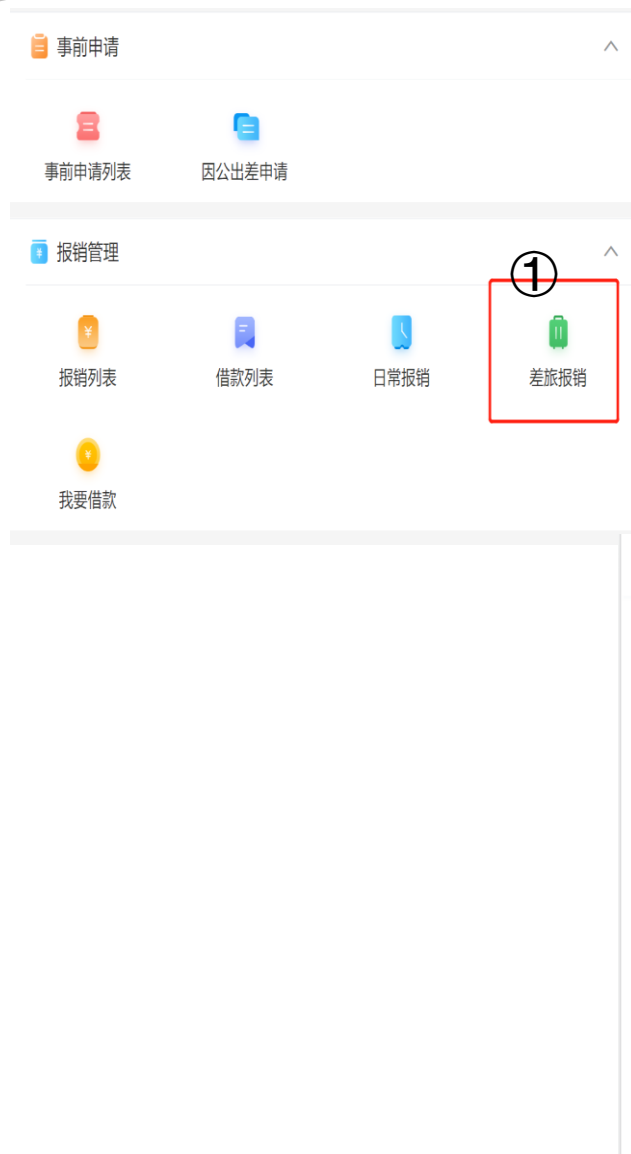 事前申请
事前申请列表 因公出差申请
报销管理
①
报销列表 借款列表 日常报销 差旅报销
我要借款